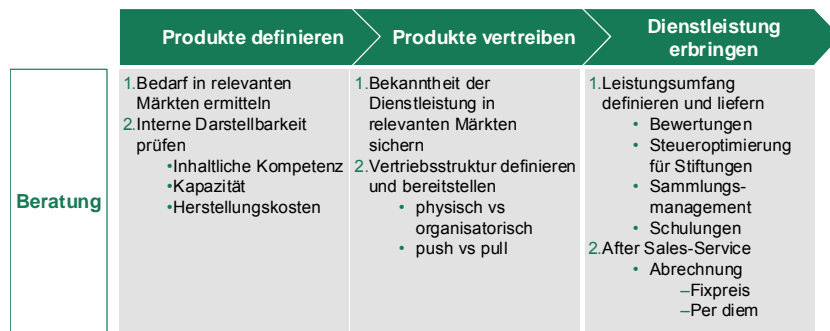 Produkte definieren
Produkte vertreiben
Dienstleistung
erbringen
Beratung
1.Bedarf in relevanten
Märkten ermitteln
2.Interne Darstellbarkeit
prüfen
•Inhaltliche Kompetenz
•Kapazität
•Herstellungskosten
1.Bekanntheit der
Dienstleistung in
relevanten Märkten
sichern
2.Vertriebsstruktur definieren
und bereitstellen
• physisch vs
organisatorisch
• push vs pull
1.Leistungsumfang
definieren und liefern
• Bewertungen
• Steueroptimierung
für Stiftungen
• Sammlungs-
management
• Schulungen
2.After Sales-Service
• Abrechnung
–Fixpreis
–Per diem